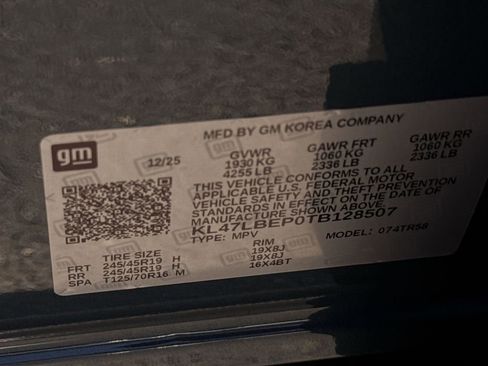 MFD BY GM KOREA COMPANY
gm
12/25
GVWR GAWR FRT GAWR RR
1930 KG 1060 KG 1060 KG
4255 LB 2336 LB 2336 LB
THIS VEHICLE CONFORMS TO ALL
APPLICABLE U.S. FEDERAL MOTOR
VEHICLE SAFETY AND THEFT PREVENTION
STANDARDS IN EFFECT ON THE DATE OF
MANUFACTURE SHOWN ABOVE.
KL47LBEP0TB128507
TYPE: MPV MODEL: 074TR58
TIRE SIZE RIM
FRT 245/45R19 H 19X8J
RR 245/45R19 H 19X8J
SPA T125/70R16 M 16X4BT